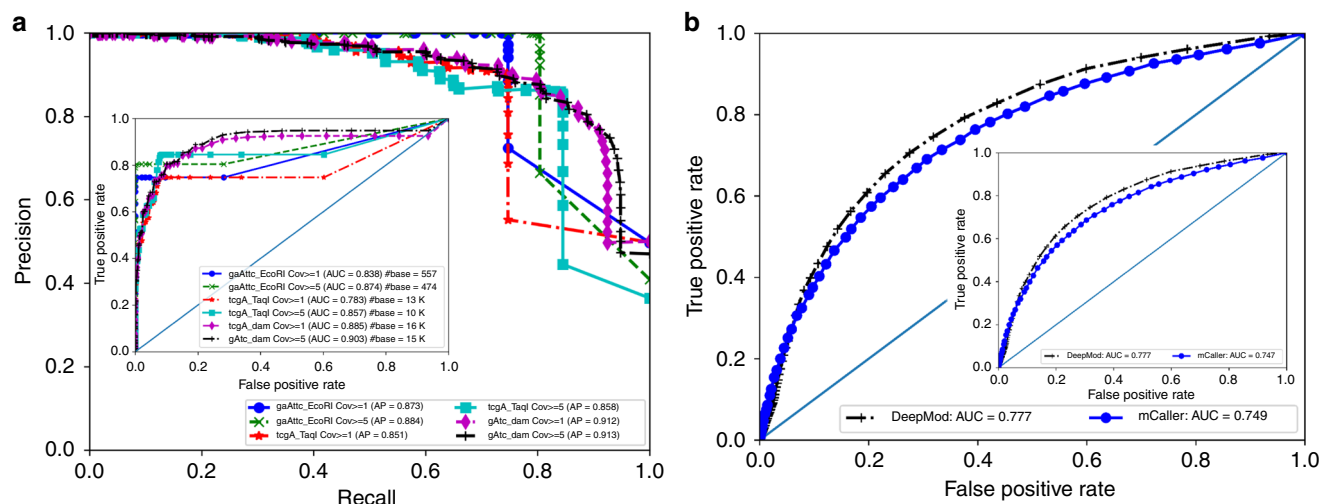 a
1.0
0.8
0.6
0.4
0.2
0.0
Precision
0.0 0.2 0.4 0.6 0.8 1.0
Recall
1.0
0.8
0.6
0.4
0.2
0.0
True positive rate
gaAttc_EcoRI Cov>=1 (AUC = 0.838) #base = 557
gaAttc_EcoRI Cov>=5 (AUC = 0.874) #base = 474
tcgA_TaqI Cov>=1 (AUC = 0.783) #base = 13 K
tcgA_TaqI Cov>=5 (AUC = 0.857) #base = 10 K
tcgA_dam Cov>=1 (AUC = 0.885) #base = 16 K
gAtc_dam Cov>=5 (AUC = 0.903) #base = 15 K
0.0 0.2 0.4 0.6 0.8 1.0
False positive rate
gaAttc_EcoRI Cov>=1 (AP = 0.873)
gaAttc_EcoRI Cov>=5 (AP = 0.884)
tcgA_TaqI Cov>=1 (AP = 0.851)
tcgA_TaqI Cov>=5 (AP = 0.858)
gAtc_dam Cov>=1 (AP = 0.912)
gAtc_dam Cov>=5 (AP = 0.913)
b
1.0
0.8
0.6
0.4
0.2
0.0
True positive rate
0.0 0.2 0.4 0.6 0.8 1.0
False positive rate
1.0
0.8
0.6
0.4
0.2
0.0
True positive rate
DeepMod: AUC = 0.777 mCaller: AUC = 0.747
0.0 0.2 0.4 0.6 0.8 1.0
False positive rate
DeepMod: AUC = 0.777 mCaller: AUC = 0.749